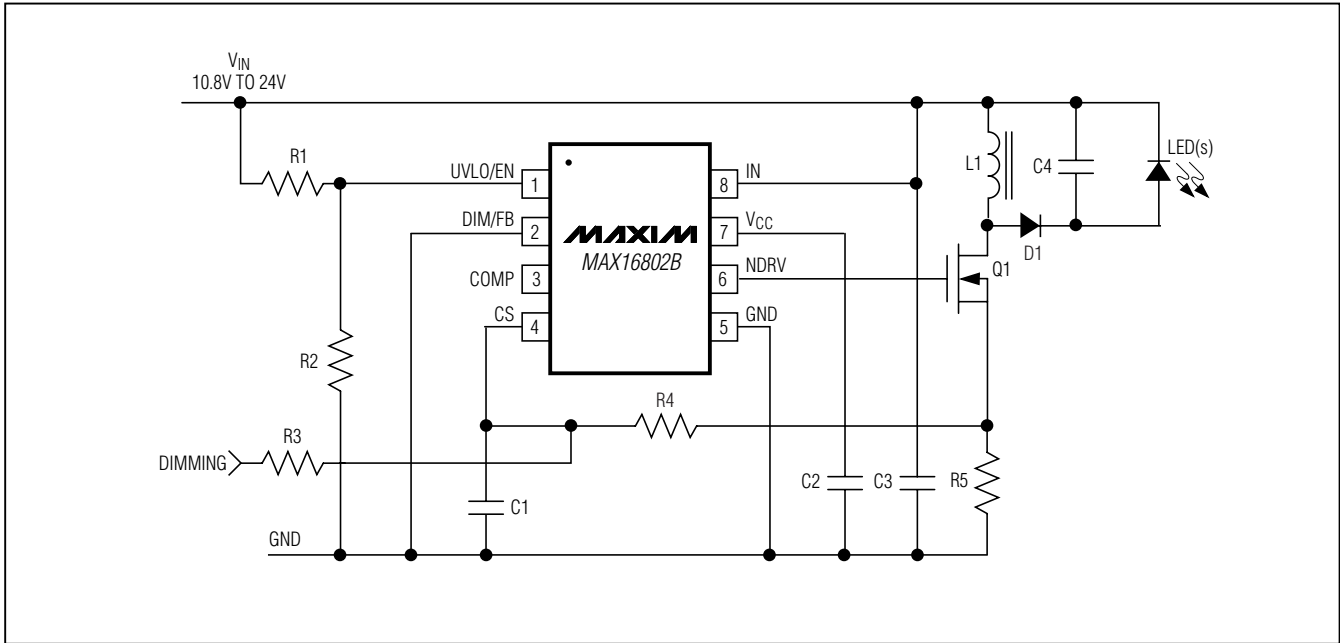 VIN
10.8V TO 24V
R1
UVLO/EN
1
DIM/FB
2
COMP
3
CS
4
MAXIM
MAX16802B
8
IN
7
VCC
6
NDRV
5
GND
L1
C4
LED(s)
D1
Q1
R2
R4
DIMMING
R3
C1
C2
C3
R5
GND